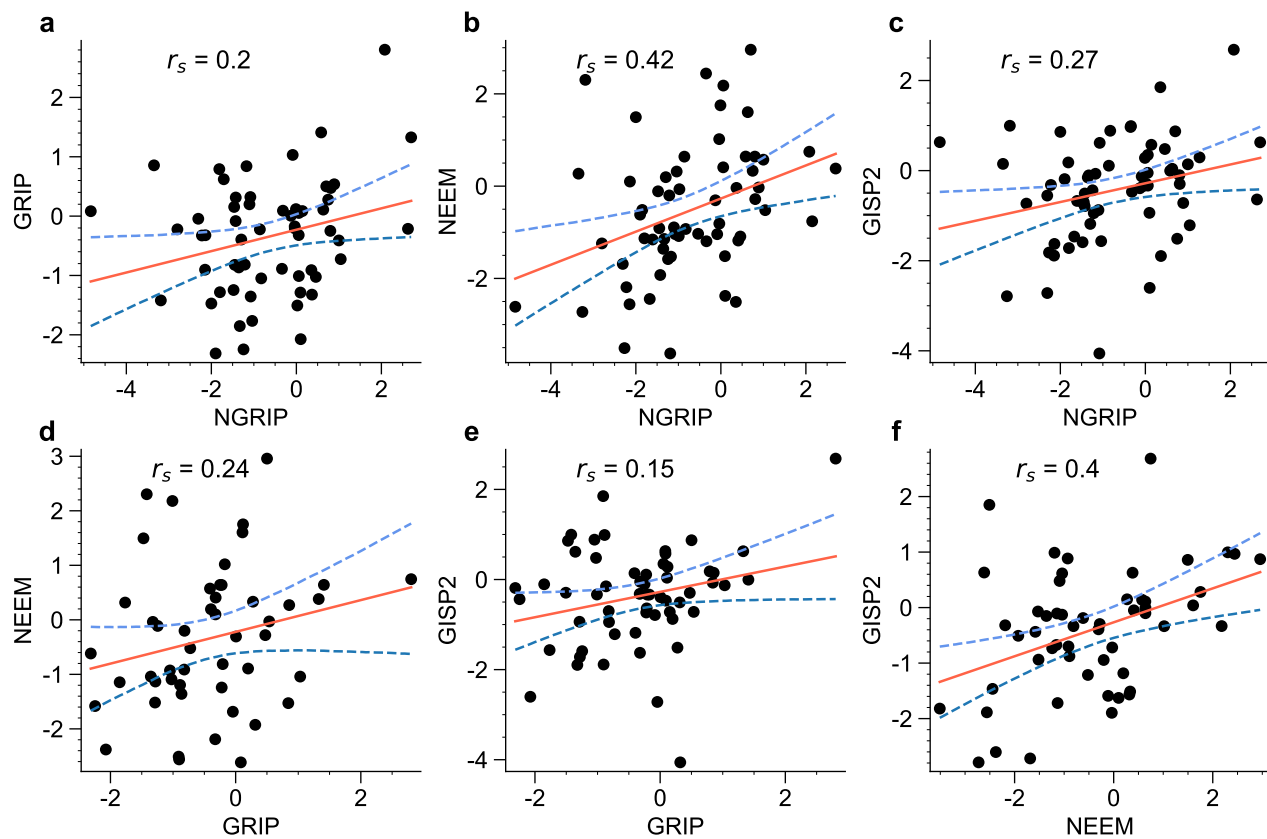 a
r_s = 0.2
GRIP
2
1
0
-1
-2
-4
-2
0
2
NGRIP
b
r_s = 0.42
NEEM
2
0
-2
-4
-2
0
2
NGRIP
c
r_s = 0.27
GISP2
2
0
-2
-4
-4
-2
0
2
NGRIP
d
r_s = 0.24
NEEM
3
2
1
0
-1
-2
-2
0
2
GRIP
e
r_s = 0.15
GISP2
2
0
-2
-4
-2
0
2
GRIP
f
r_s = 0.4
GISP2
2
0
-2
-2
0
2
NEEM